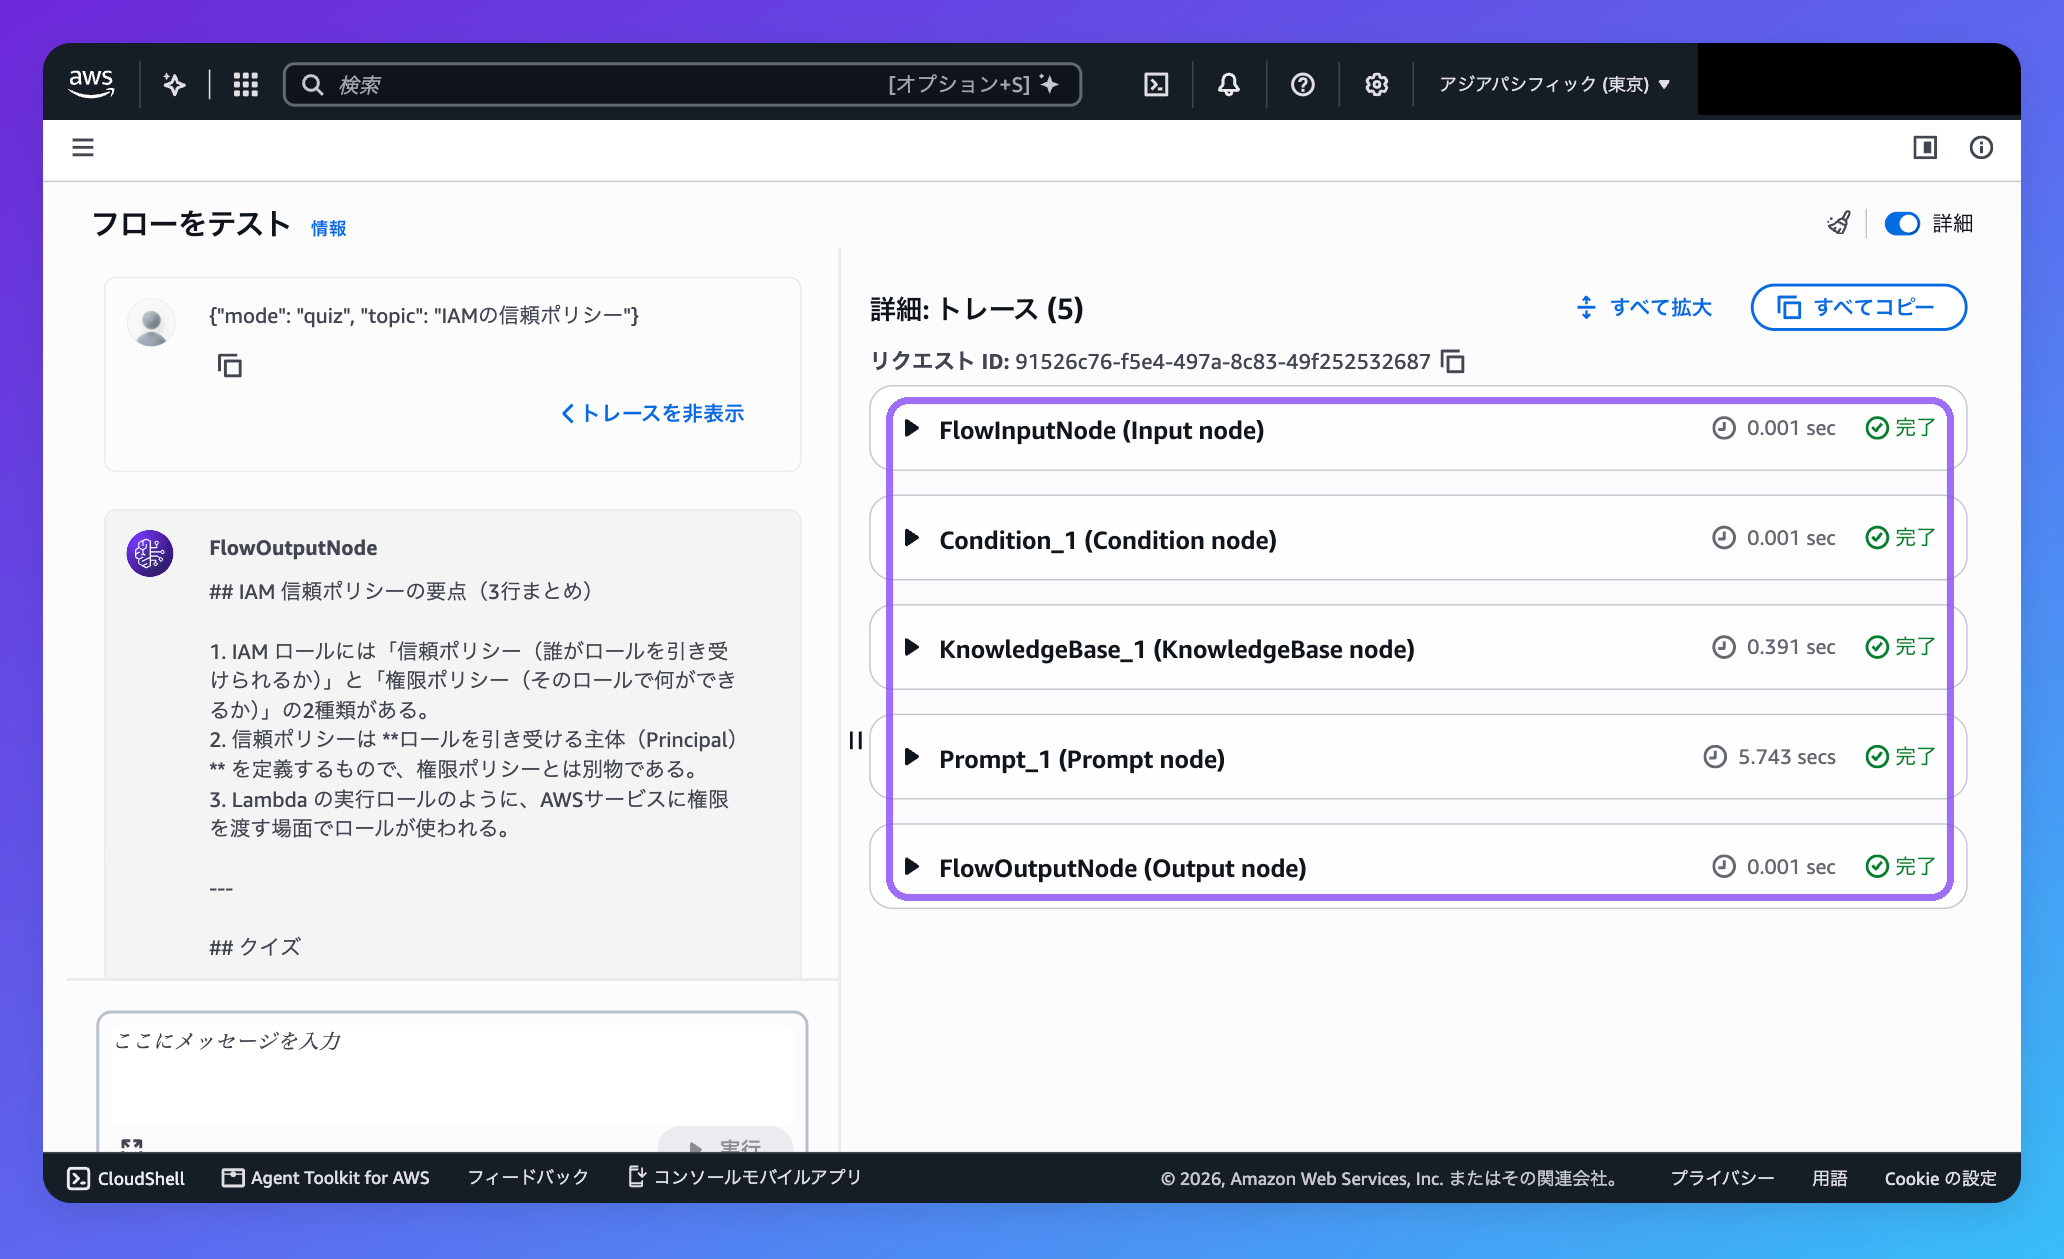 aws
検索
[オプション+S]
アジアパシフィック (東京) ▼
フローをテスト 情報
詳細
{"mode": "quiz", "topic": "IAMの信頼ポリシー"}
トレースを非表示
FlowOutputNode
## IAM 信頼ポリシーの要点（3行まとめ）
1. IAM ロールには「信頼ポリシー（誰がロールを引き受
けられるか）」と「権限ポリシー（そのロールで何ができ
るか）」の2種類がある。
2. 信頼ポリシーは **ロールを引き受ける主体（Principal）
** を定義するもので、権限ポリシーとは別物である。
3. Lambda の実行ロールのように、AWSサービスに権限
を渡す場面でロールが使われる。
---
## クイズ
ここにメッセージを入力
実行
詳細: トレース (5)
すべて拡大
すべてコピー
リクエスト ID: 91526c76-f5e4-497a-8c83-49f252532687
FlowInputNode (Input node) 0.001 sec 完了
Condition_1 (Condition node) 0.001 sec 完了
KnowledgeBase_1 (KnowledgeBase node) 0.391 sec 完了
Prompt_1 (Prompt node) 5.743 secs 完了
FlowOutputNode (Output node) 0.001 sec 完了
CloudShell Agent Toolkit for AWS フィードバック コンソールモバイルアプリ © 2026, Amazon Web Services, Inc. またはその関連会社。 プライバシー 用語 Cookie の設定